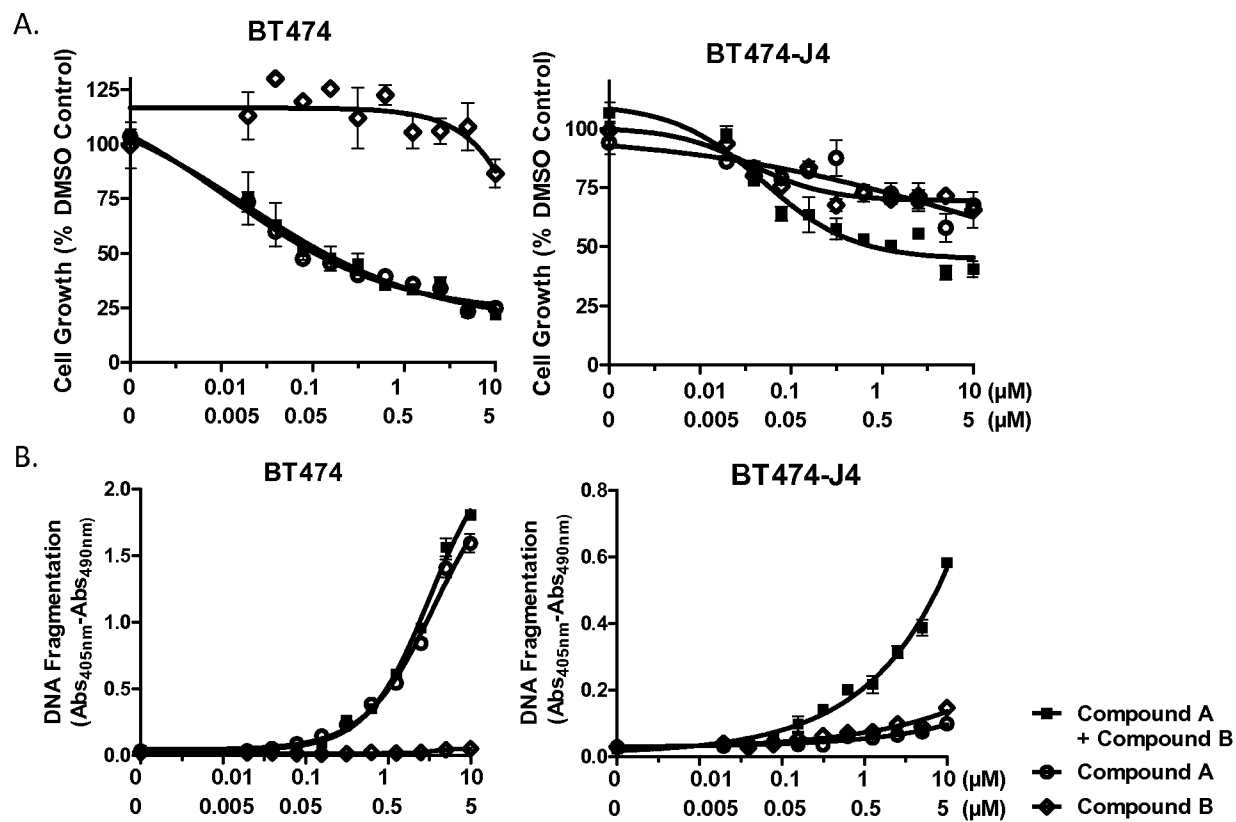 A.
BT474
Cell Growth (% DMSO Control)
125
100
75
50
25
0
0 0.01 0.1 1 10
0 0.005 0.05 0.5 5
BT474-J4
Cell Growth (% DMSO Control)
100
75
50
25
0
0 0.01 0.1 1 10 (µM)
0 0.005 0.05 0.5 5 (µM)
B.
BT474
DNA Fragmentation
(Abs405nm-Abs490nm)
2.0
1.5
1.0
0.5
0.0
0 0.01 0.1 1 10
0 0.005 0.05 0.5 5
BT474-J4
DNA Fragmentation
(Abs405nm-Abs490nm)
0.8
0.6
0.4
0.2
0.0
0 0.01 0.1 1 10 (µM)
0 0.005 0.05 0.5 5 (µM)
Compound A
+ Compound B
Compound A
Compound B